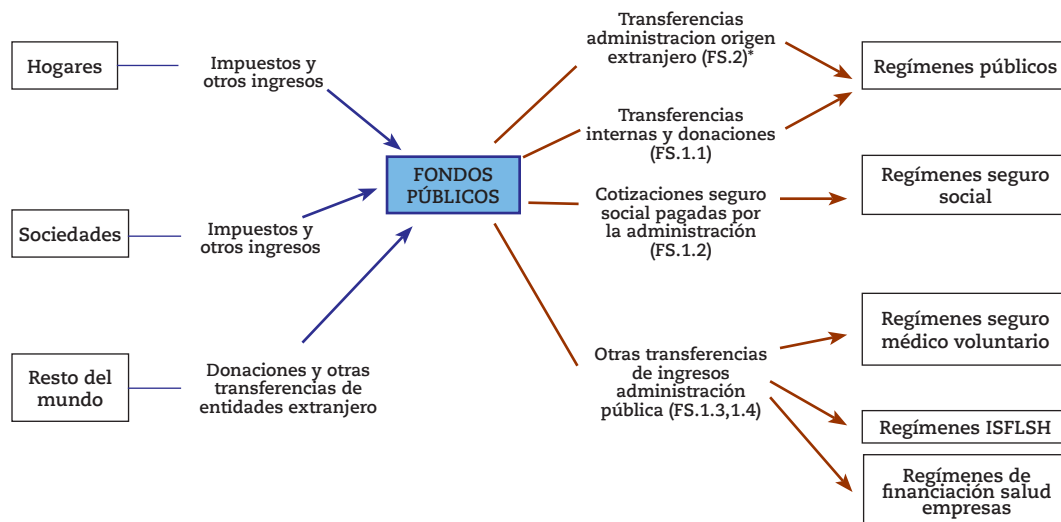 Hogares
Impuestos y
otros ingresos
Sociedades
Impuestos y
otros ingresos
Resto del
mundo
Donaciones y otras
transferencias de
entidades extranjero
FONDOS
PÚBLICOS
Transferencias
administracion origen
extranjero (FS.2)*
Transferencias
internas y donaciones
(FS.1.1)
Cotizaciones seguro
social pagadas por
la administración
(FS.1.2)
Otras transferencias
de ingresos
administración
pública (FS.1.3,1.4)
Regímenes públicos
Regímenes seguro
social
Regímenes seguro
médico voluntario
Regímenes ISFLSH
Regímenes de
financiación salud
empresas